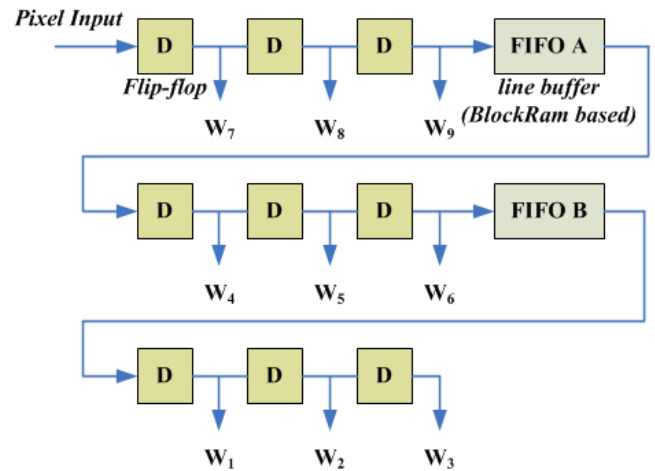 Pixel Input
D D D FIFO A
Flip-flop line buffer
(BlockRam based)
W₇ W₈ W₉
D D D FIFO B
W₄ W₅ W₆
D D D
W₁ W₂ W₃